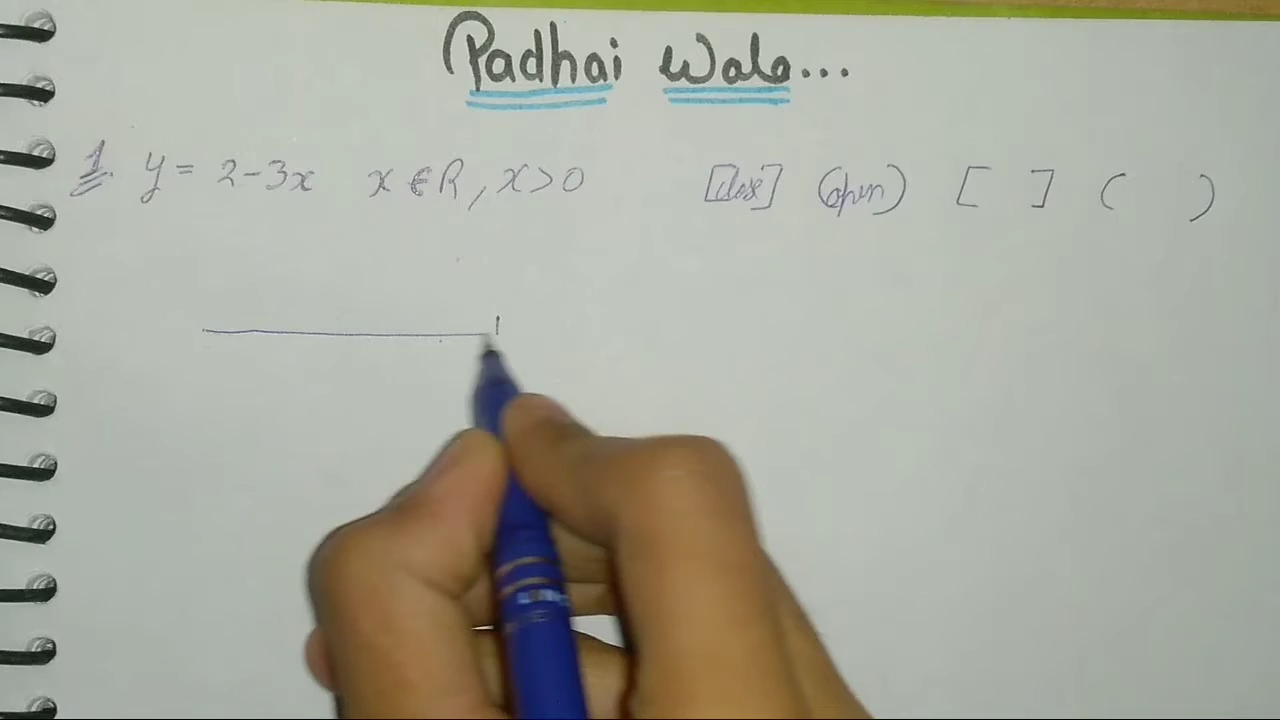 Padhai Wala...
1. y = 2-3x x ∈ R, x>0 [close] (open) [ ] ( )